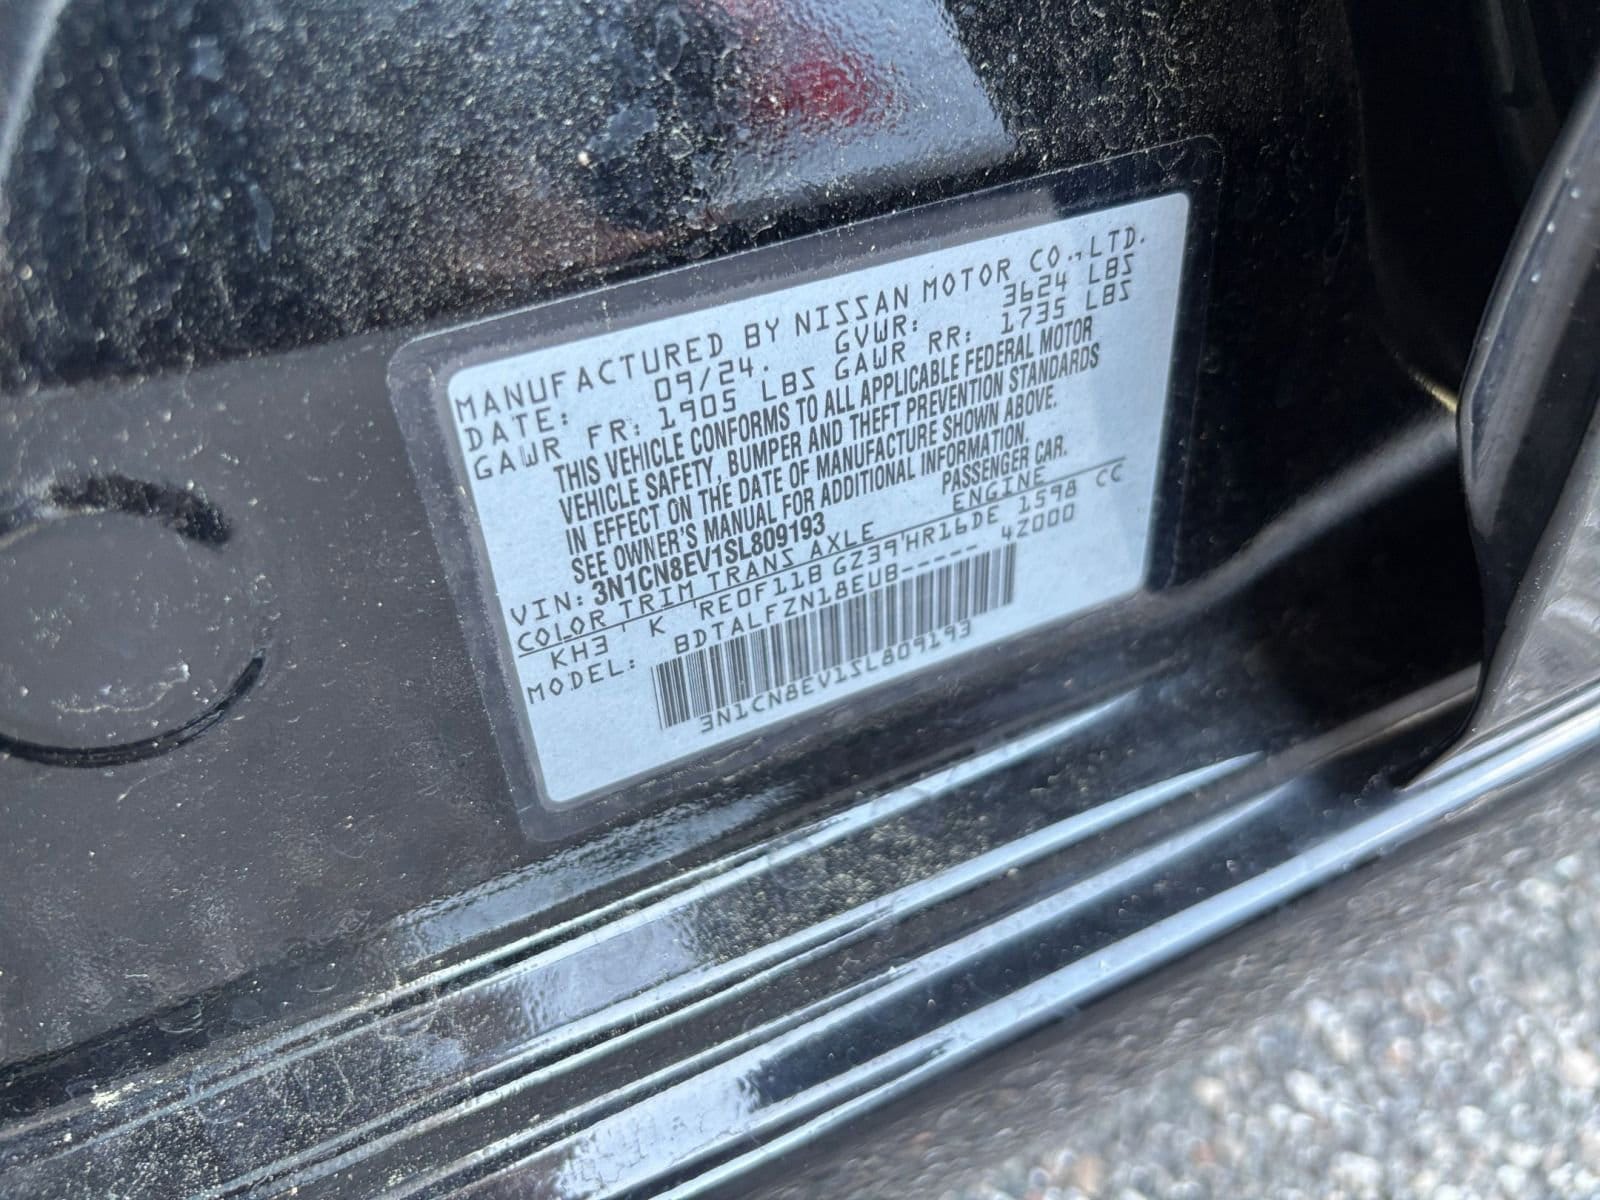 MANUFACTURED BY NISSAN MOTOR CO.,LTD.
DATE: 09/24. GVWR: 3624 LBS
GAWR FR: 1905 LBS GAWR RR: 1735 LBS
THIS VEHICLE CONFORMS TO ALL APPLICABLE FEDERAL MOTOR
VEHICLE SAFETY, BUMPER AND THEFT PREVENTION STANDARDS
IN EFFECT ON THE DATE OF MANUFACTURE SHOWN ABOVE.
SEE OWNER'S MANUAL FOR ADDITIONAL INFORMATION.
VIN: 3N1CN8EV1SL809193 PASSENGER CAR.
COLOR TRIM TRANS AXLE ENGINE
KH3 K RE0F11B GZ39 HR16DE 1598 CC
MODEL: BDTALFZN18EUB----- 4Z000
3N1CN8EV1SL809193